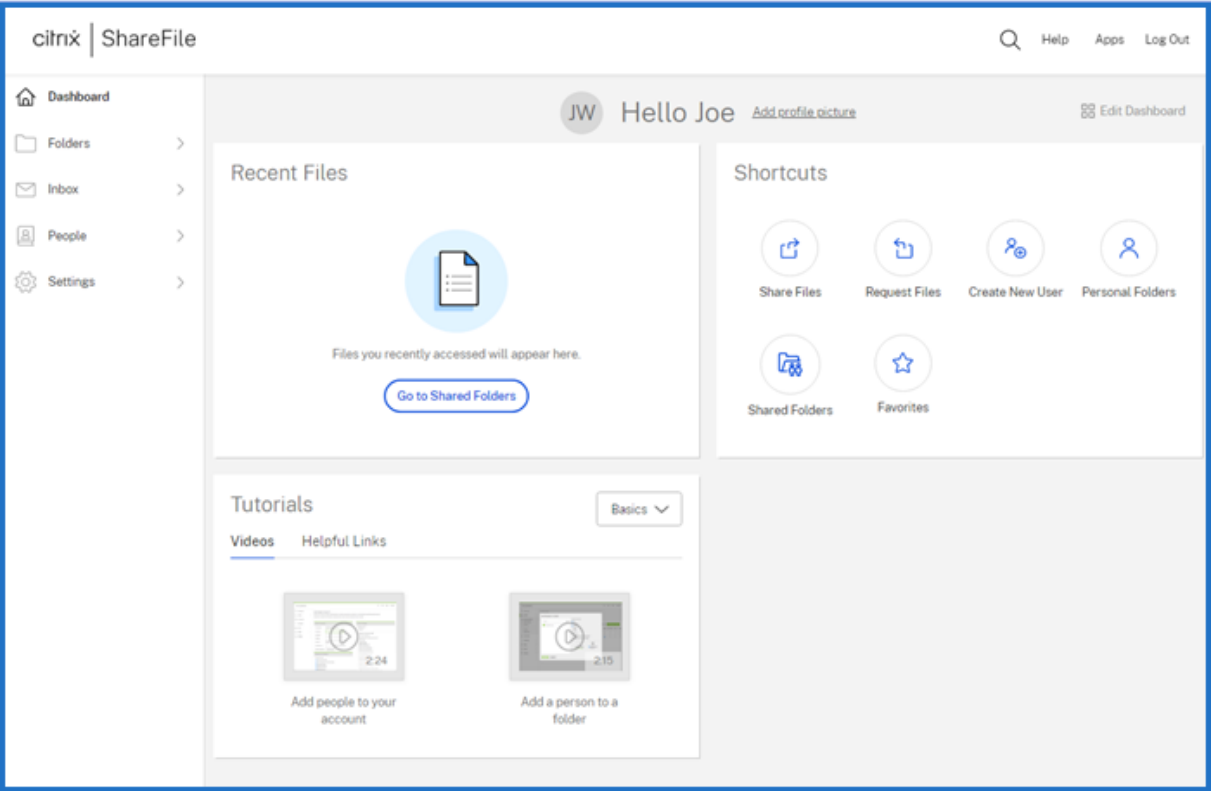 citrix | ShareFile
Help
Apps
Log Out
Dashboard
Folders
Inbox
People
Settings
JW
Hello Joe
Add profile picture
Edit Dashboard
Recent Files
Files you recently accessed will appear here.
Go to Shared Folders
Shortcuts
Share Files
Request Files
Create New User
Personal Folders
Shared Folders
Favorites
Tutorials
Basics
Videos
Helpful Links
2:24
Add people to your
account
2:15
Add a person to a
folder